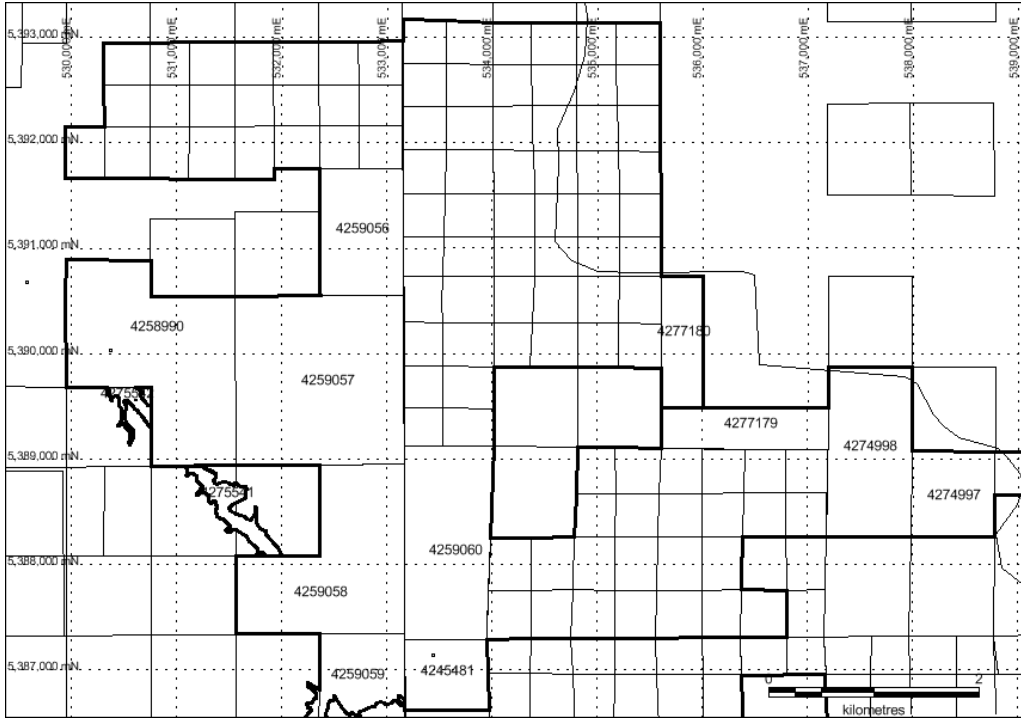 530,000 mE
531,000 mE
532,000 mE
533,000 mE
534,000 mE
535,000 mE
536,000 mE
537,000 mE
538,000 mE
539,000 mE
5,393,000 mN
5,392,000 mN
5,391,000 mN
5,390,000 mN
5,389,000 mN
5,388,000 mN
5,387,000 mN
4259056
4258990
4277180
4259057
4277179
4274998
4275541
4274997
4259060
4259058
4259059
4245481
0
2
kilometres